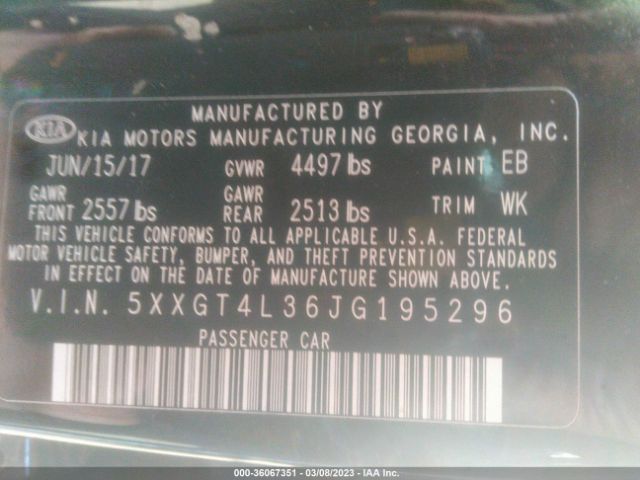 MANUFACTURED BY
KIA KIA MOTORS MANUFACTURING GEORGIA, INC.
JUN/15/17 GVWR 4497 lbs PAINT EB
GAWR FRONT 2557 lbs GAWR REAR 2513 lbs TRIM WK
THIS VEHICLE CONFORMS TO ALL APPLICABLE U.S.A. FEDERAL
MOTOR VEHICLE SAFETY, BUMPER, AND THEFT PREVENTION STANDARDS
IN EFFECT ON THE DATE OF MANUFACTURE SHOWN ABOVE.
V.I.N. 5XXGT4L36JG195296
PASSENGER CAR
000-36067351 | 03/08/2023 | IAA Inc.